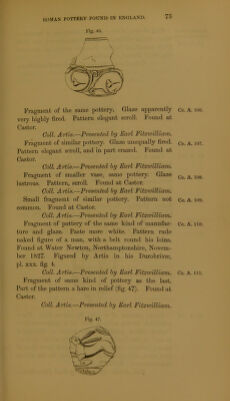 ROMAN POTTERY FOUND IN ENGLAND. 75
Fig. 46.
Fragment of the same pottery. Glaze apparently Co. A. 106.
very highly fired. Pattern elegant scroll. Found at
Castor.
Coll. Artis.—Presented by Earl Fitzwilliam.
Fragment of similar pottery. Glaze unequally fired. Co. A. 107.
Pattern elegant scroll, and in part erased. Found at
Castor.
Coll. Artis.—Presented by Earl Fitzwilliam.
Fragment of smaller vase, same pottery. Glaze Co. A. 108.
lustrous. Pattern, scroll. Found at Castor.
Coll. Artis.—Presented by Earl Fitzwilliam.
Small fragment of similar pottery. Pattern not Co. A. 109.
common. Found at Castor.
Coll. Artis.—Presented by Earl Fitzwilliam.
Fragment of pottery of the same kind of manufac- Co. A. 110.
ture and glaze. Paste more white. Pattern rude
naked figure of a man, with a belt round his loins.
Found at Water Newton, Northamptonshire, Novem-
ber 1827. Figured by Artis in his Durobrivæ,
pl. xxx. fig. 4.
Coll. Artis.—Presented by Earl Fitzwilliam. Co. A. 111.
Fragment of same kind of pottery as the last.
Part of the pattern a hare in relief (fig. 47). Found at
Castor.
Coll. Artis.—Presented by Earl Fitzwilliam.
Fig. 47.